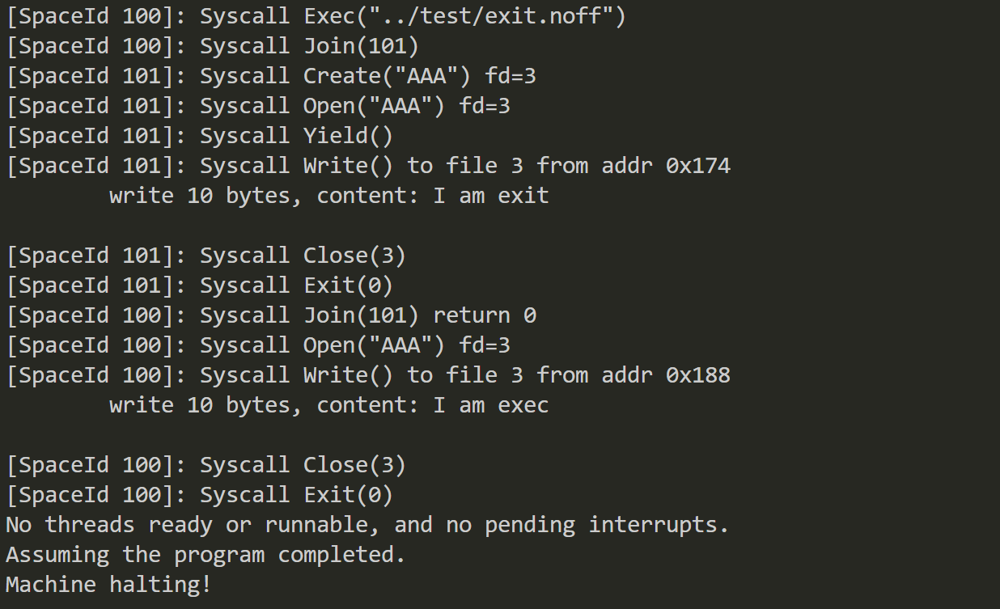 [SpaceId 100]: Syscall Exec("../test/exit.noff")
[SpaceId 100]: Syscall Join(101)
[SpaceId 101]: Syscall Create("AAA") fd=3
[SpaceId 101]: Syscall Open("AAA") fd=3
[SpaceId 101]: Syscall Yield()
[SpaceId 101]: Syscall Write() to file 3 from addr 0x174
        write 10 bytes, content: I am exit

[SpaceId 101]: Syscall Close(3)
[SpaceId 101]: Syscall Exit(0)
[SpaceId 100]: Syscall Join(101) return 0
[SpaceId 100]: Syscall Open("AAA") fd=3
[SpaceId 100]: Syscall Write() to file 3 from addr 0x188
        write 10 bytes, content: I am exec

[SpaceId 100]: Syscall Close(3)
[SpaceId 100]: Syscall Exit(0)
No threads ready or runnable, and no pending interrupts.
Assuming the program completed.
Machine halting!